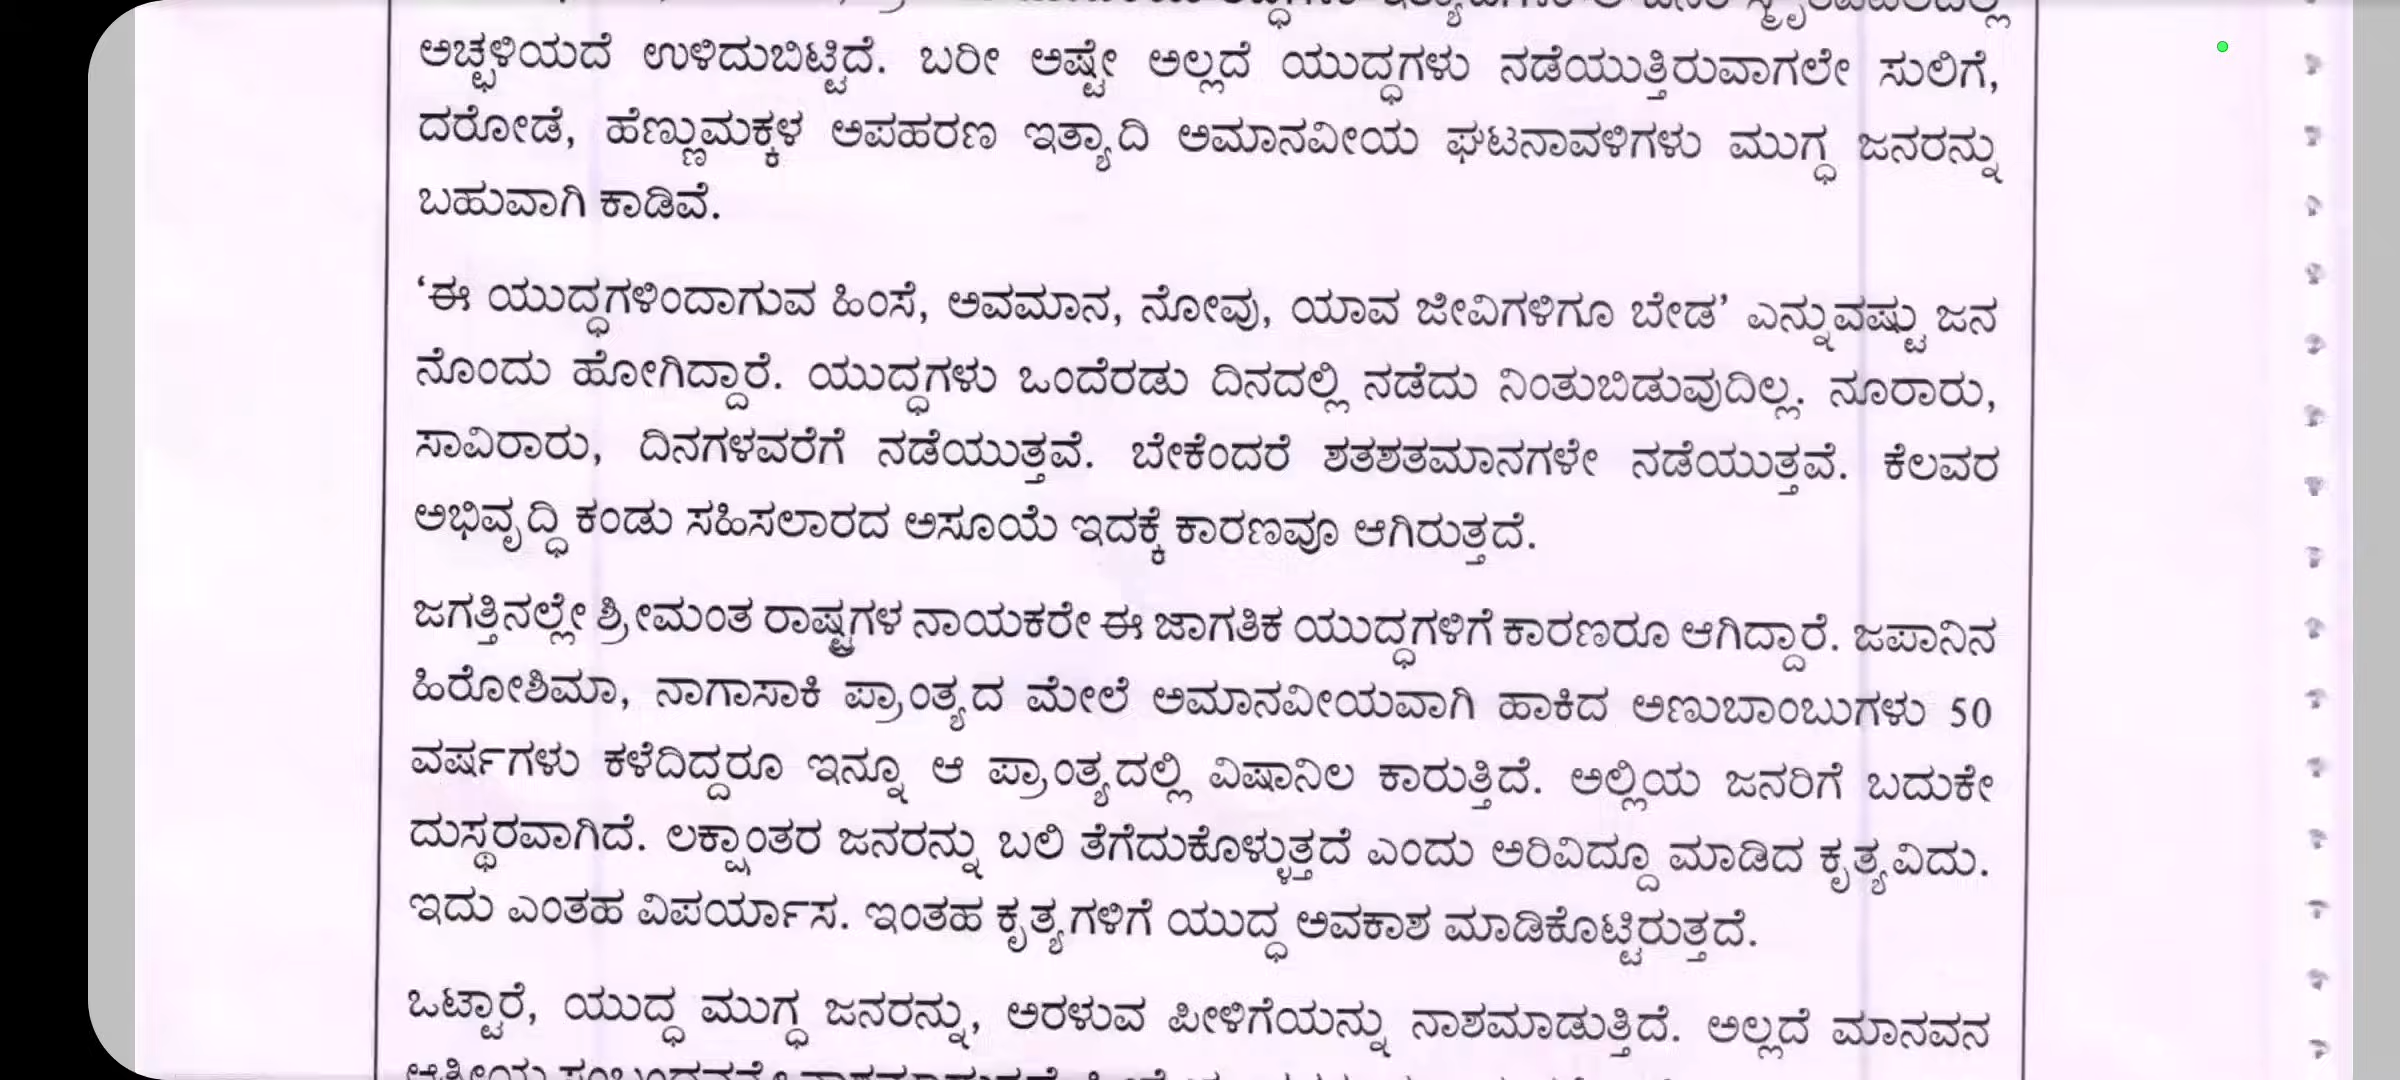 ಅಚ್ಛಳಿಯದೆ ಉಳಿದುಬಿಟ್ಟಿದೆ. ಬರೀ ಅಷ್ಟೇ ಅಲ್ಲದೆ ಯುದ್ಧಗಳು ನಡೆಯುತ್ತಿರುವಾಗಲೇ ಸುಲಿಗೆ,
ದರೋಡೆ, ಹೆಣ್ಣುಮಕ್ಕಳ ಅಪಹರಣ ಇತ್ಯಾದಿ ಅಮಾನವೀಯ ಘಟನಾವಳಿಗಳು ಮುಗ್ಧ ಜನರನ್ನು
ಬಹುವಾಗಿ ಕಾಡಿವೆ.
‘ಈ ಯುದ್ಧಗಳಿಂದಾಗುವ ಹಿಂಸೆ, ಅವಮಾನ, ನೋವು, ಯಾವ ಜೀವಿಗಳಿಗೂ ಬೇಡ’ ಎನ್ನುವಷ್ಟು ಜನ
ನೊಂದು ಹೋಗಿದ್ದಾರೆ. ಯುದ್ಧಗಳು ಒಂದೆರಡು ದಿನದಲ್ಲಿ ನಡೆದು ನಿಂತುಬಿಡುವುದಿಲ್ಲ. ನೂರಾರು,
ಸಾವಿರಾರು, ದಿನಗಳವರೆಗೆ ನಡೆಯುತ್ತವೆ. ಬೇಕೆಂದರೆ ಶತಶತಮಾನಗಳೇ ನಡೆಯುತ್ತವೆ. ಕೆಲವರ
ಅಭಿವೃದ್ಧಿ ಕಂಡು ಸಹಿಸಲಾರದ ಅಸೂಯೆ ಇದಕ್ಕೆ ಕಾರಣವೂ ಆಗಿರುತ್ತದೆ.
ಜಗತ್ತಿನಲ್ಲೇ ಶ್ರೀಮಂತ ರಾಷ್ಟ್ರಗಳ ನಾಯಕರೇ ಈ ಜಾಗತಿಕ ಯುದ್ಧಗಳಿಗೆ ಕಾರಣರೂ ಆಗಿದ್ದಾರೆ. ಜಪಾನಿನ
ಹಿರೋಶಿಮಾ, ನಾಗಾಸಾಕಿ ಪ್ರಾಂತ್ಯದ ಮೇಲೆ ಅಮಾನವೀಯವಾಗಿ ಹಾಕಿದ ಅಣುಬಾಂಬುಗಳು 50
ವರ್ಷಗಳು ಕಳೆದಿದ್ದರೂ ಇನ್ನೂ ಆ ಪ್ರಾಂತ್ಯದಲ್ಲಿ ವಿಷಾನಿಲ ಕಾರುತ್ತಿದೆ. ಅಲ್ಲಿಯ ಜನರಿಗೆ ಬದುಕೇ
ದುಸ್ಥರವಾಗಿದೆ. ಲಕ್ಷಾಂತರ ಜನರನ್ನು ಬಲಿ ತೆಗೆದುಕೊಳ್ಳುತ್ತದೆ ಎಂದು ಅರಿವಿದ್ದೂ ಮಾಡಿದ ಕೃತ್ಯವಿದು.
ಇದು ಎಂತಹ ವಿಪರ್ಯಾಸ. ಇಂತಹ ಕೃತ್ಯಗಳಿಗೆ ಯುದ್ಧ ಅವಕಾಶ ಮಾಡಿಕೊಟ್ಟಿರುತ್ತದೆ.
ಒಟ್ಟಾರೆ, ಯುದ್ಧ ಮುಗ್ಧ ಜನರನ್ನು, ಅರಳುವ ಪೀಳಿಗೆಯನ್ನು ನಾಶಮಾಡುತ್ತಿದೆ. ಅಲ್ಲದೆ ಮಾನವನ